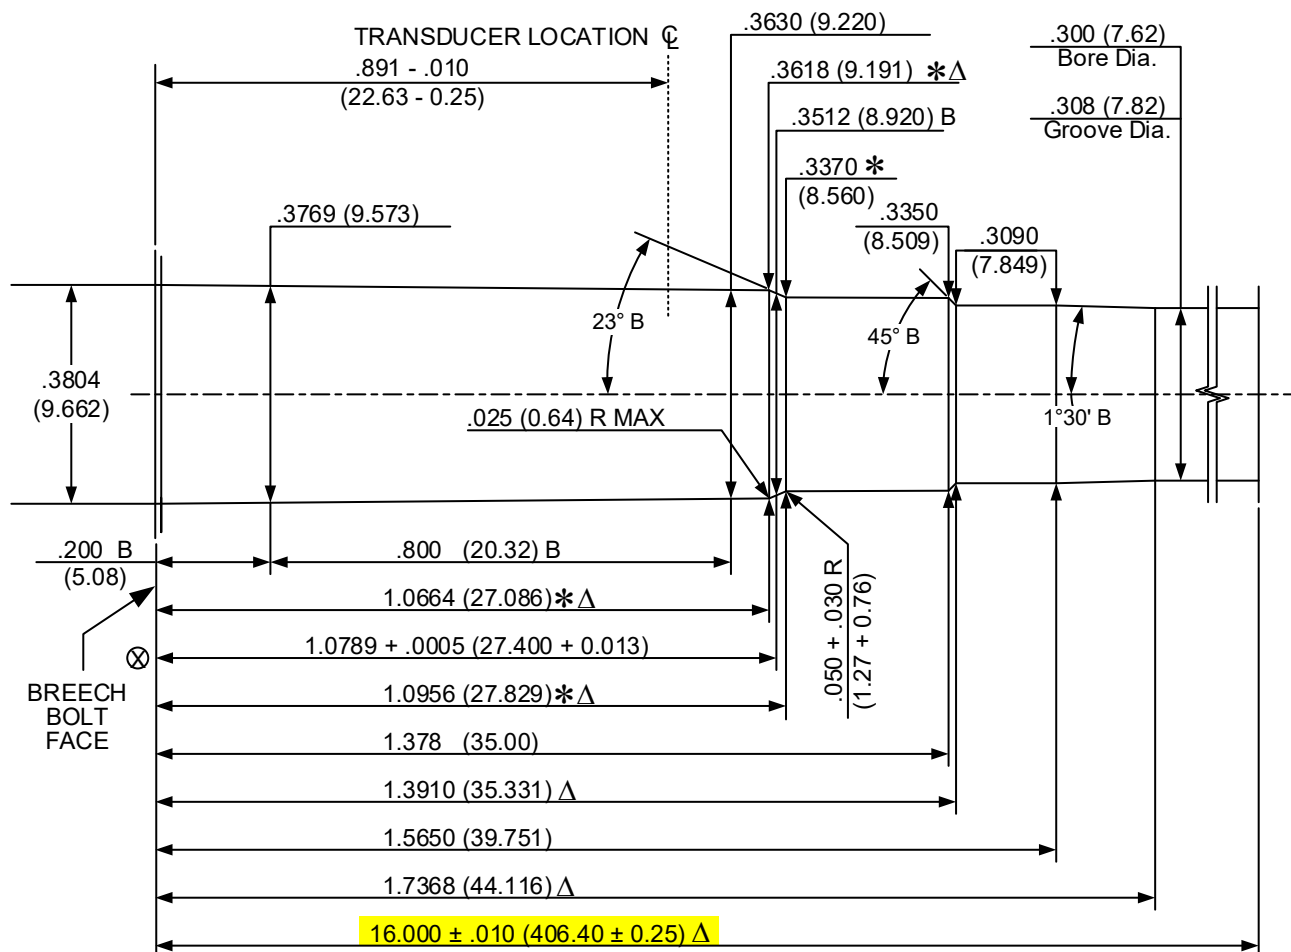 TRANSDUCER LOCATION ℄
.891 - .010
(22.63 - 0.25)
.3630 (9.220)
.3618 (9.191) ✻Δ
.3512 (8.920) B
.3370 ✻
(8.560)
.300 (7.62)
Bore Dia.
.308 (7.82)
Groove Dia.
.3769 (9.573)
.3350
(8.509)
.3090
(7.849)
23° B
45° B
1°30' B
.3804
(9.662)
.025 (0.64) R MAX
.200 B
(5.08)
.800 (20.32) B
.050 + .030 R
(1.27 + 0.76)
1.0664 (27.086)✻Δ
⊗
1.0789 + .0005 (27.400 + 0.013)
BREECH
BOLT
FACE
1.0956 (27.829)✻Δ
1.378 (35.00)
1.3910 (35.331) Δ
1.5650 (39.751)
1.7368 (44.116) Δ
16.000 ± .010 (406.40 ± 0.25) Δ